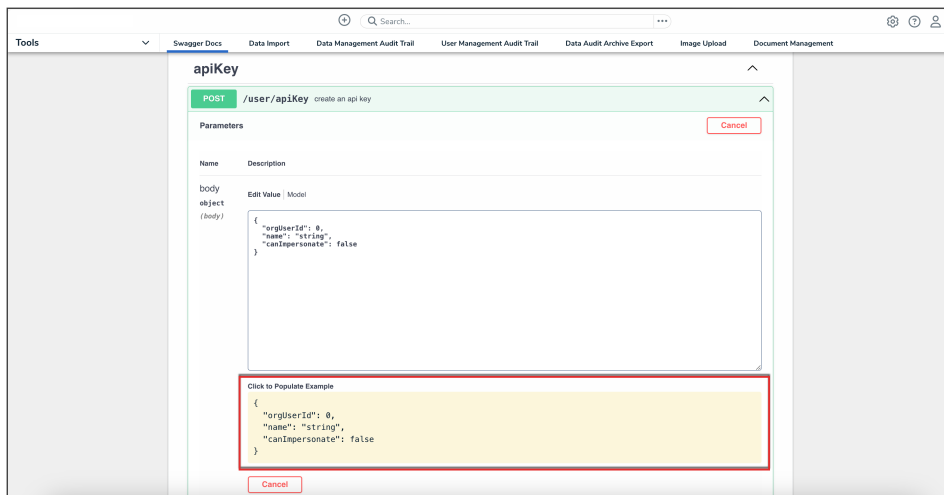 Search...
Tools
Swagger Docs Data Import Data Management Audit Trail User Management Audit Trail Data Audit Archive Export Image Upload Document Management
apiKey
POST /user/apiKey create an api key
Parameters Cancel
Name Description
body Edit Value | Model
object
(body)
{
"orgUserId": 0,
"name": "string",
"canImpersonate": false
}
Click to Populate Example
{
"orgUserId": 0,
"name": "string",
"canImpersonate": false
}
Cancel